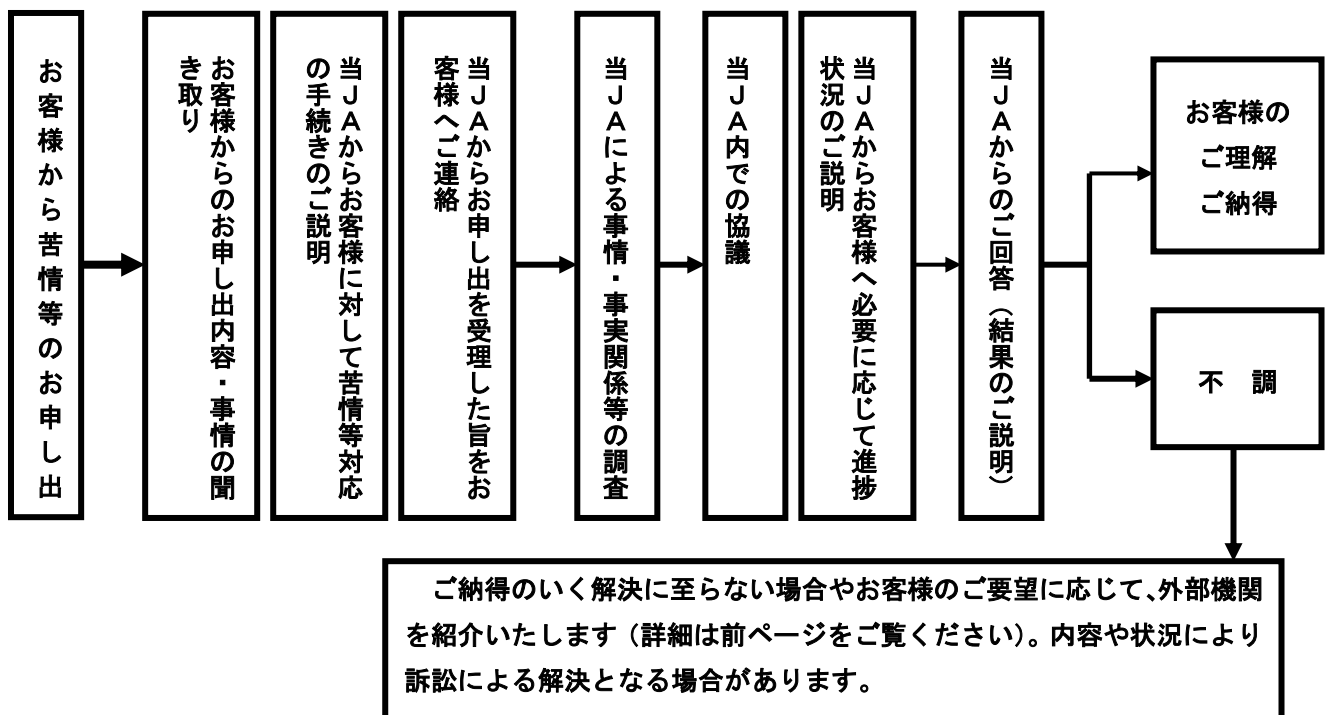 お客様から苦情等のお申し出
お客様からのお申し出内容・事情の聞
き取り
当ＪＡからお客様に対して苦情等対応
の手続きのご説明
当ＪＡからお申し出を受理した旨をお
客様へご連絡
当ＪＡによる事情・事実関係等の調査
当ＪＡ内での協議
当ＪＡからお客様へ必要に応じて進捗
状況のご説明
当ＪＡからのご回答（結果のご説明）
お客様の
ご理解
ご納得
不　調
ご納得のいく解決に至らない場合やお客様のご要望に応じて、外部機関
を紹介いたします（詳細は前ページをご覧ください）。内容や状況により
訴訟による解決となる場合があります。